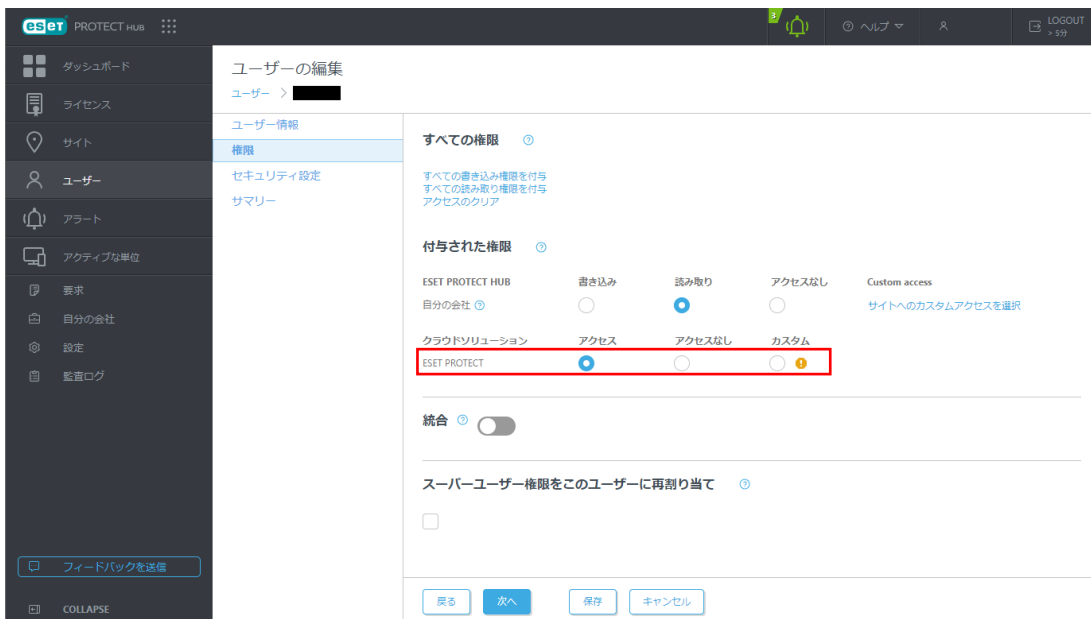 eseT PROTECT HUB
3
ヘルプ
LOGOUT
> 5分
ダッシュボード
ライセンス
サイト
ユーザー
アラート
アクティブな単位
要求
自分の会社
設定
監査ログ
フィードバックを送信
COLLAPSE
ユーザーの編集
ユーザー >
ユーザー情報
権限
セキュリティ設定
サマリー
すべての権限 ?
すべての書き込み権限を付与
すべての読み取り権限を付与
アクセスのクリア
付与された権限 ?
ESET PROTECT HUB 書き込み 読み取り アクセスなし Custom access
自分の会社 ? サイトへのカスタムアクセスを選択
クラウドソリューション アクセス アクセスなし カスタム
ESET PROTECT !
統合 ?
スーパーユーザー権限をこのユーザーに再割り当て ?
戻る 次へ 保存 キャンセル